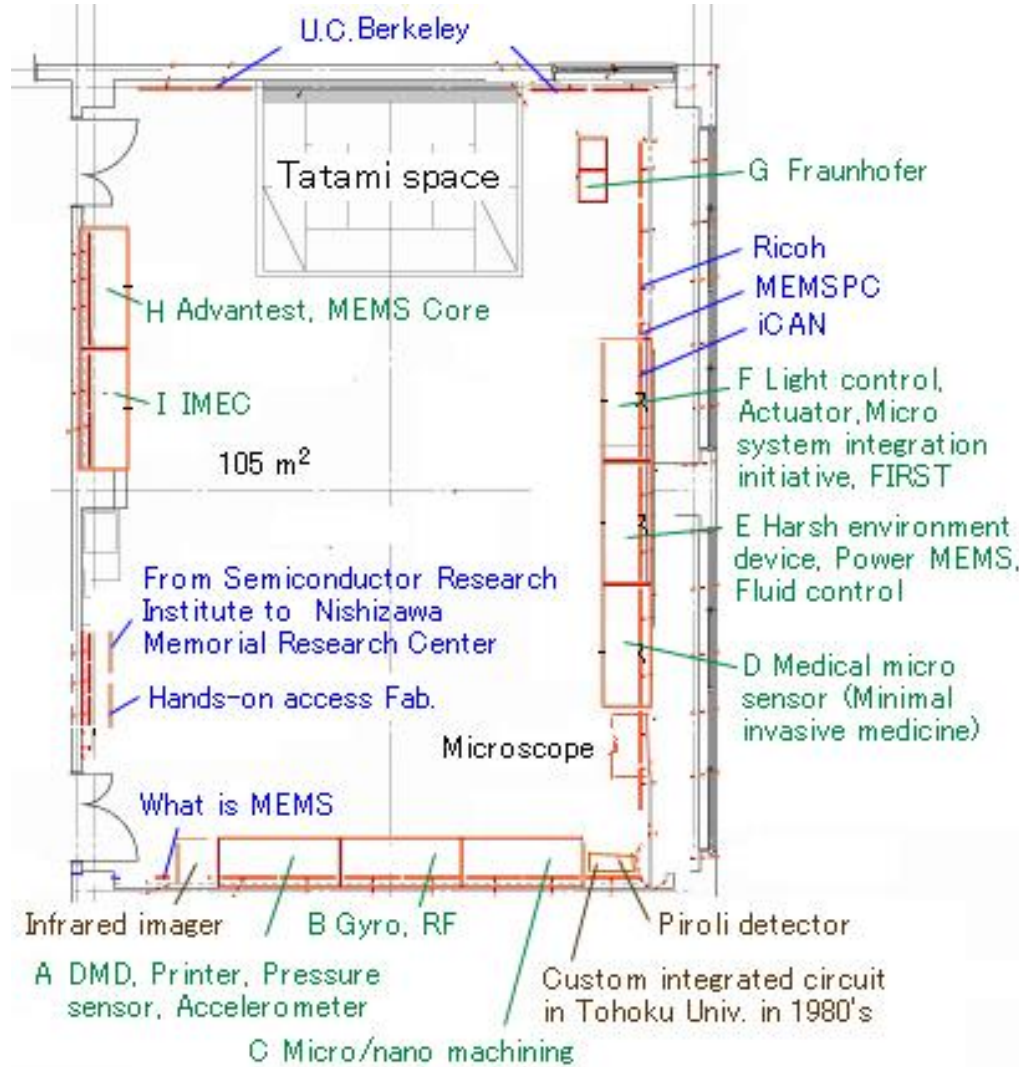 U.C. Berkeley
Tatami space
G Fraunhofer
Ricoh
MEMSPC
iCAN
H Advantest, MEMS Core
I IMEC
F Light control,
Actuator, Micro
system integration
initiative, FIRST
105 m²
E Harsh environment
device, Power MEMS,
Fluid control
From Semiconductor Research
Institute to Nishizawa
Memorial Research Center
Hands-on access Fab.
D Medical micro
sensor (Minimal
invasive medicine)
Microscope
What is MEMS
Infrared imager
B Gyro, RF
Piroli detector
A DMD, Printer, Pressure
sensor, Accelerometer
Custom integrated circuit
in Tohoku Univ. in 1980's
C Micro/nano machining